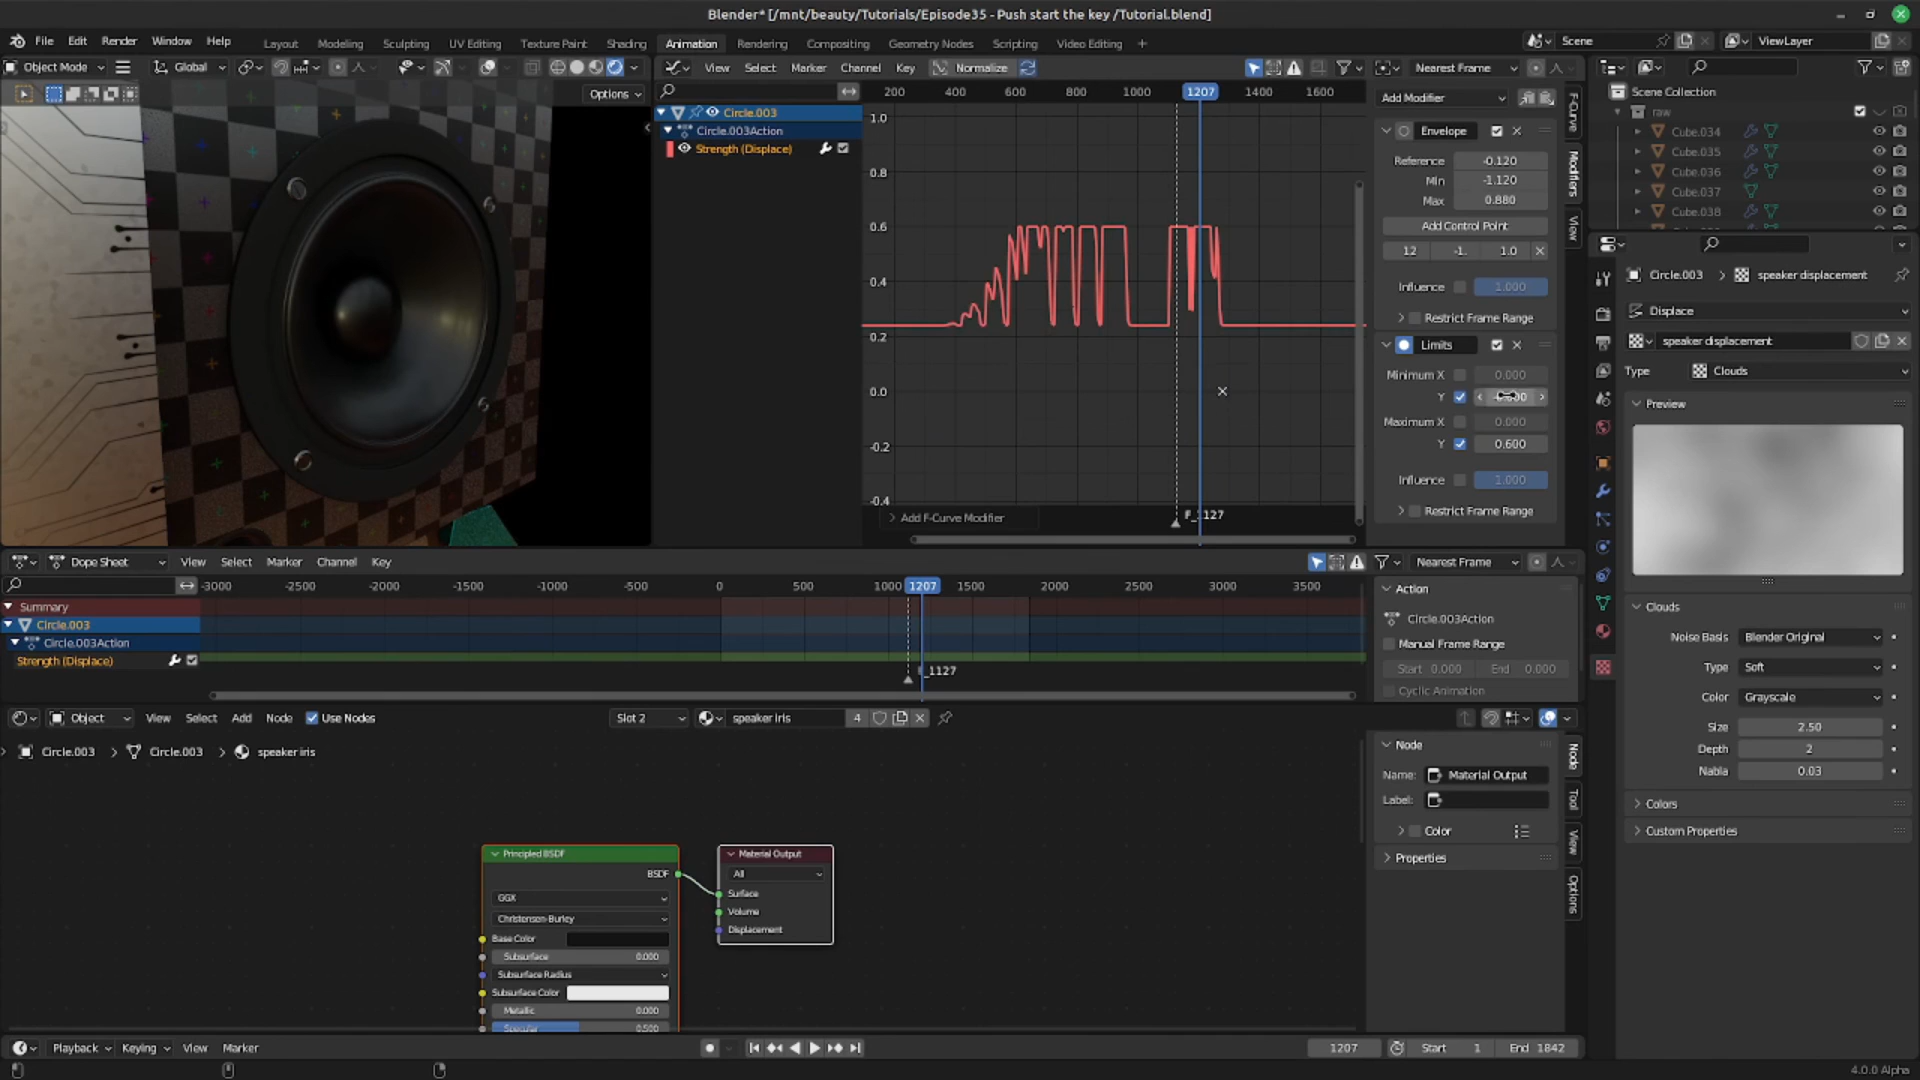 Blender* [/mnt/beauty/Tutorials/Episode35 - Push start the key /Tutorial.blend]
File Edit Render Window Help Layout Modeling Sculpting UV Editing Texture Paint Shading Animation Rendering Compositing Geometry Nodes Scripting Video Editing + Scene ViewLayer
Object Mode Global View Select Marker Channel Key Normalize Nearest Frame
Options
200 400 600 800 1000 1207 1400 1600
Circle.003
Circle.003Action
Strength (Displace)
1.0
0.8
0.6
0.4
0.2
0.0
-0.2
-0.4
Add F-Curve Modifier
F_1127
Add Modifier
Envelope
Reference -0.120
Min -1.120
Max 0.880
Add Control Point
12 -1. 1.0
Influence 1.000
Restrict Frame Range
Limits
Minimum X 0.000
Y
Maximum X 0.000
Y 0.600
Influence 1.000
Restrict Frame Range
F-Curve
Modifiers
View
Scene Collection
raw
Cube.034
Cube.035
Cube.036
Cube.037
Cube.038
Circle.003 > speaker displacement
Displace
speaker displacement
Type Clouds
Preview
Clouds
Noise Basis Blender Original
Type Soft
Color Grayscale
Size 2.50
Depth 2
Nabla 0.03
Colors
Custom Properties
Dope Sheet View Select Marker Channel Key Nearest Frame
-3000 -2500 -2000 -1500 -1000 -500 0 500 1000 1207 1500 2000 2500 3000 3500
Summary
Circle.003
Circle.003Action
Strength (Displace)
_1127
Action
Circle.003Action
Manual Frame Range
Start 0.000 End 0.000
Cyclic Animation
Object View Select Add Node Use Nodes Slot 2 speaker iris 4
Circle.003 > Circle.003 > speaker iris
Principled BSDF
BSDF
GGX
Christensen-Burley
Base Color
Subsurface 0.000
Subsurface Radius
Subsurface Color
Metallic 0.000
Specular 0.500
Material Output
All
Surface
Volume
Displacement
Node
Name: Material Output
Label:
Color
Properties
Node
Tool
View
Options
Playback Keying View Marker 1207 Start 1 End 1842
4.0.0 Alpha